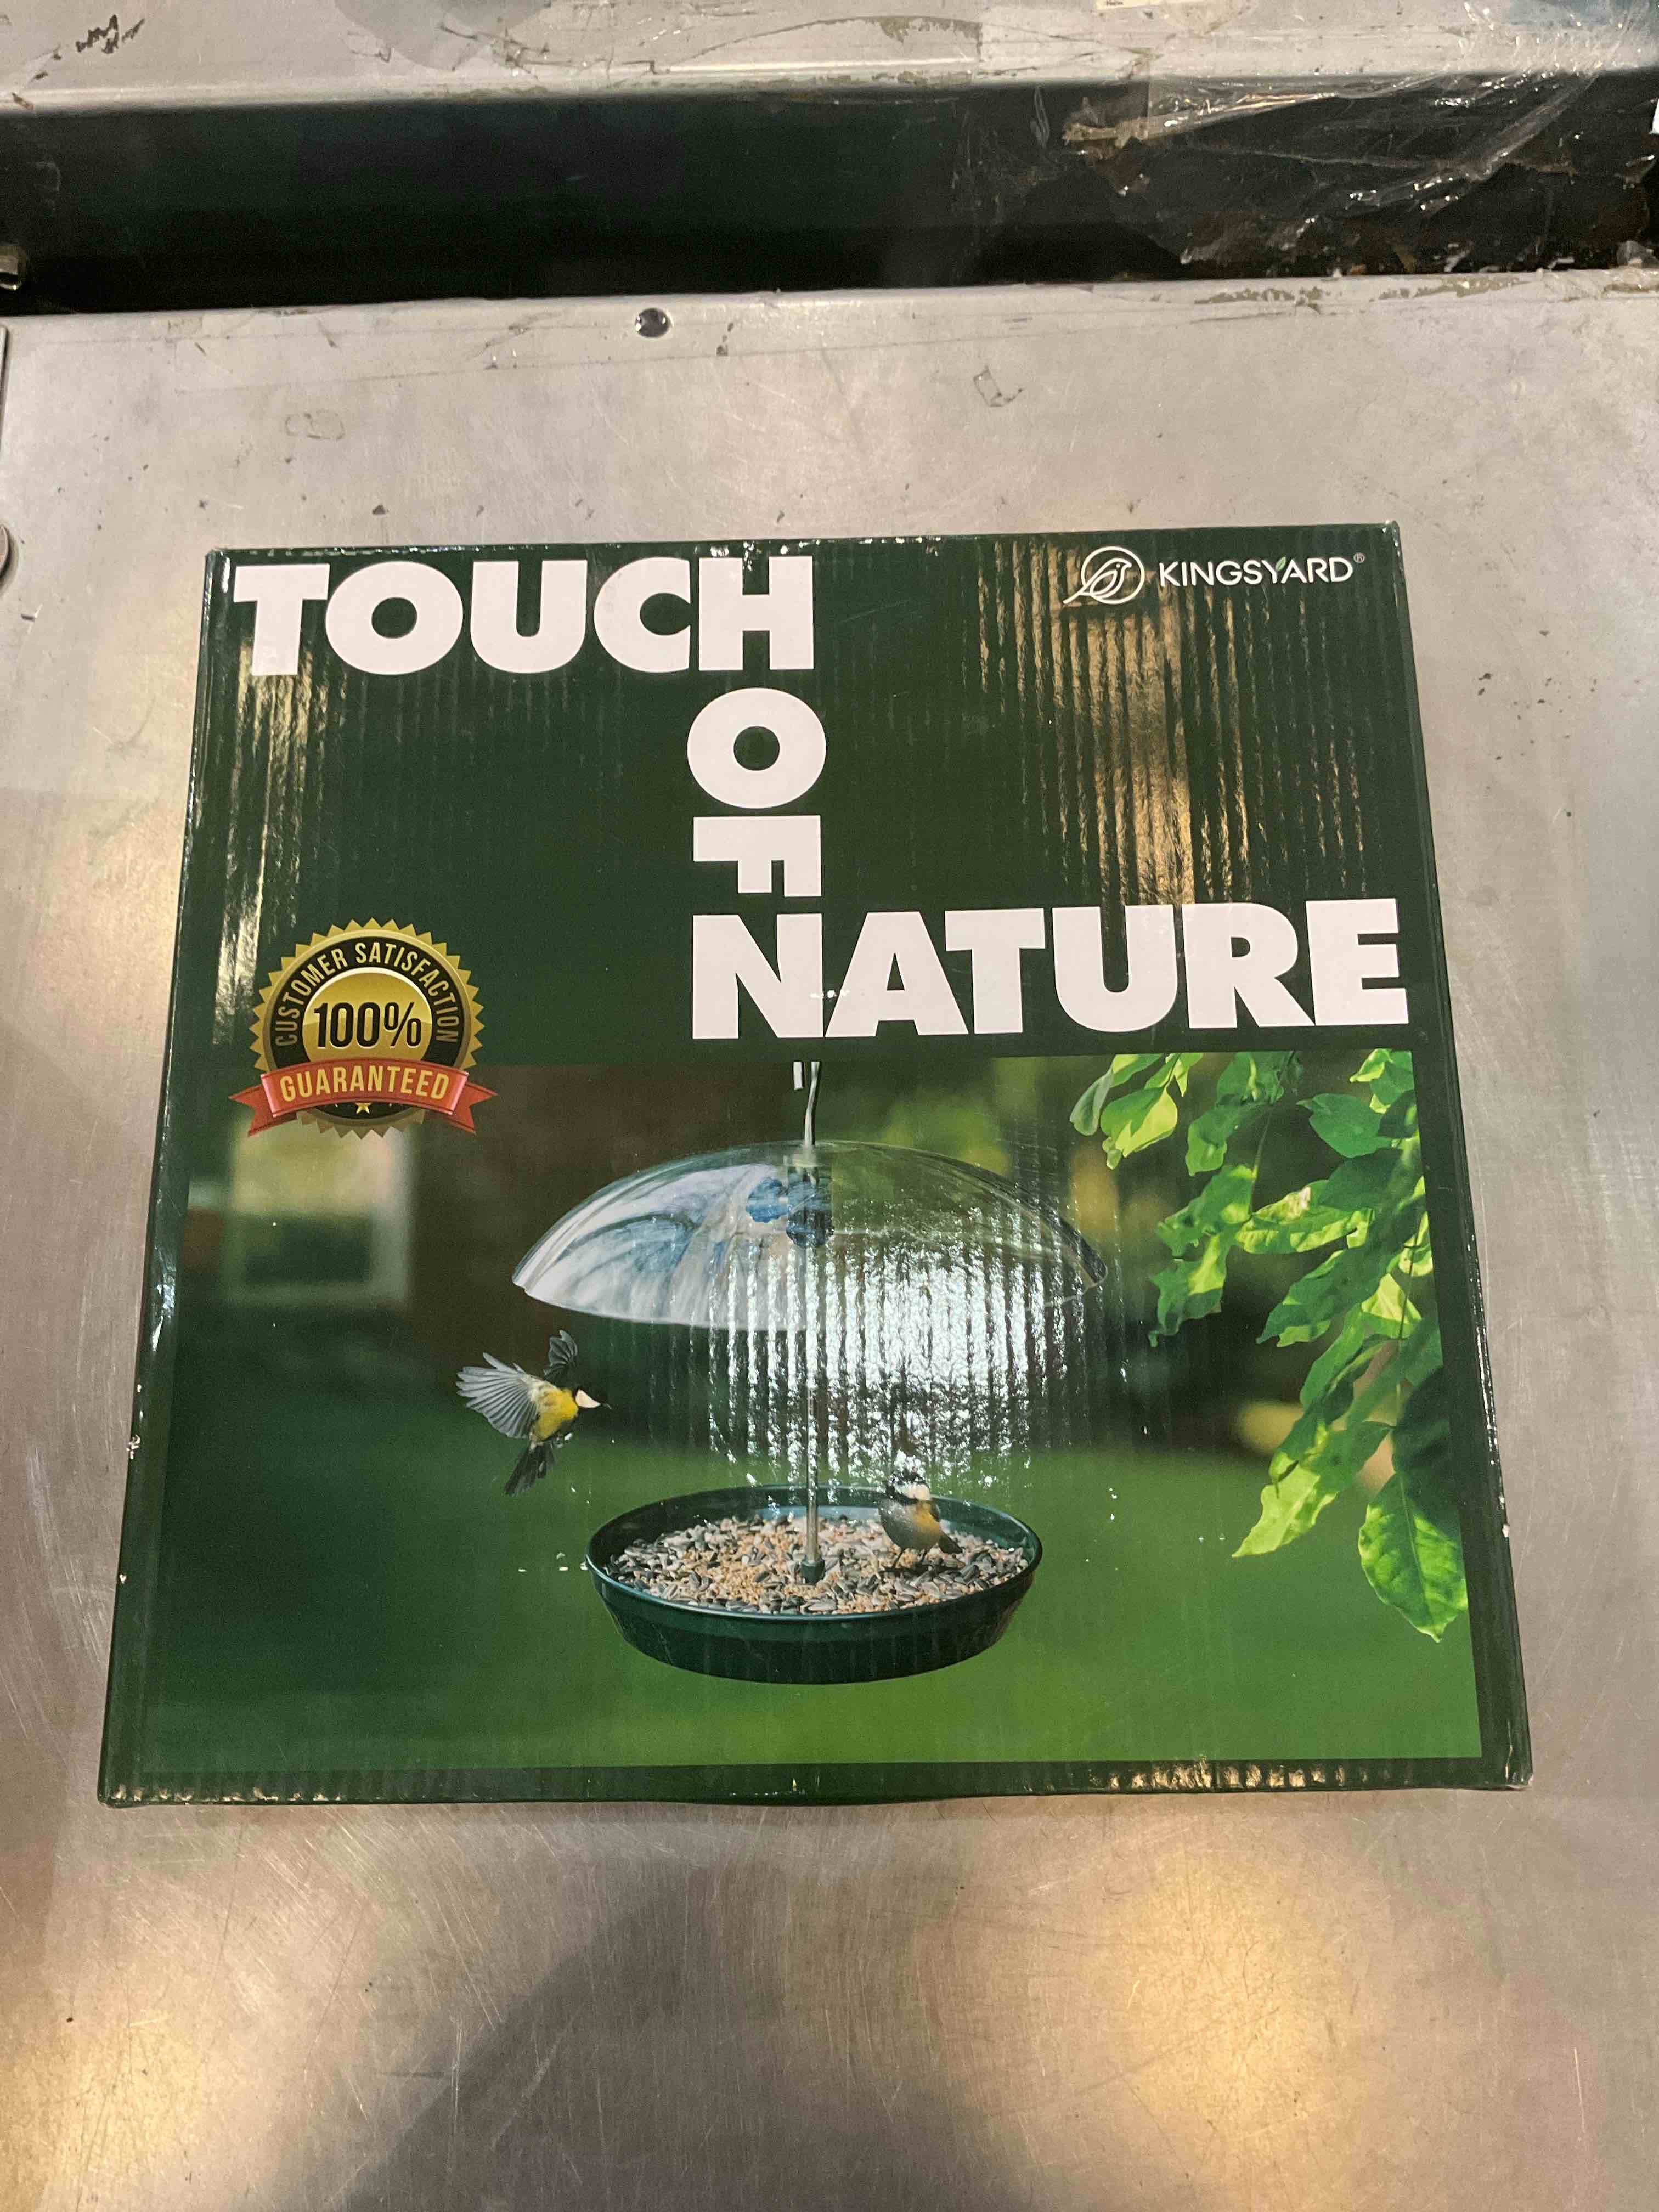 TOUCH
OF
NATURE
KINGSYARD®
CUSTOMER SATISFACTION
100%
GUARANTEED